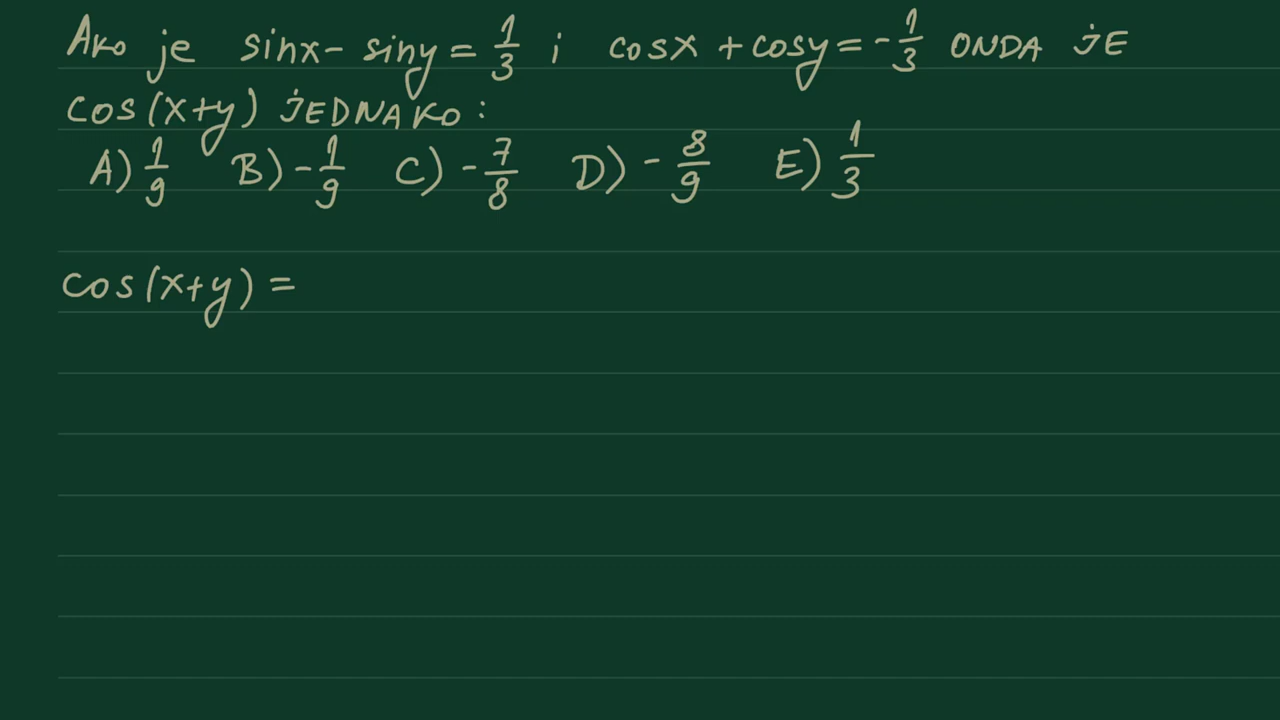 Ako je sinx - siny = 1/3 i cosx + cosy = -1/3 ONDA JE
cos(x+y) JEDNAKO:
A) 1/9 B) -1/9 C) -7/8 D) -8/9 E) 1/3
cos(x+y) =